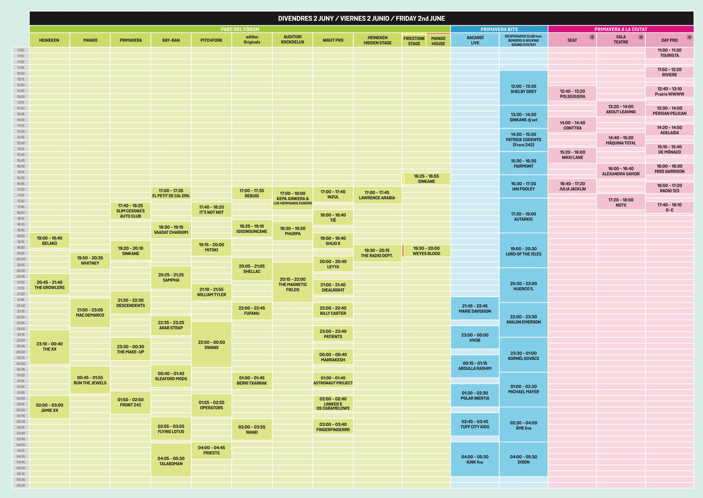 DIVENDRES 2 JUNY / VIERNES 2 JUNIO / FRIDAY 2nd JUNE
PARC DEL FÒRUM
PRIMAVERA BITS
PRIMAVERA A LA CIUTAT
HEINEKEN
MANGO
PRIMAVERA
RAY-BAN
PITCHFORK
adidas
Originals
AUDITORI
ROCKDELUX
NIGHT PRO
HEINEKEN
HIDDEN STAGE
FIRESTONE
STAGE
MANGO
HOUSE
BACARDÍ
LIVE
DESPERADOS CLUB feat.
BOWERS & WILKINS
SOUND SYSTEM
SEAT
SALA
TEATRE
DAY PRO
19:00 - 19:40
BELAKO
20:45 - 21:40
THE GROWLERS
23:10 - 00:40
THE XX
02:00 - 03:00
JAMIE XX
19:50 - 20:35
WHITNEY
21:50 - 23:05
MAC DEMARCO
00:45 - 01:55
RUN THE JEWELS
17:40 - 18:25
SLIM CESSNA'S
AUTO CLUB
19:20 - 20:10
SINKANE
21:30 - 22:30
DESCENDENTS
23:30 - 00:30
THE MAKE-UP
01:50 - 02:50
FRONT 242
17:00 - 17:35
EL PETIT DE CAL ERIL
18:30 - 19:15
VAADAT CHARIGIM
20:25 - 21:25
SAMPHA
22:35 - 23:25
ARAB STRAP
00:40 - 01:40
SLEAFORD MODS
02:55 - 03:55
FLYING LOTUS
04:05 - 05:30
TALABOMAN
17:40 - 18:20
IT'S NOT NOT
19:15 - 20:00
MITSKI
21:10 - 21:55
WILLIAM TYLER
22:50 - 00:50
SWANS
01:55 - 02:55
OPERATORS
04:00 - 04:45
PRIESTS
17:00 - 17:35
REBUIG
18:25 - 19:10
IOSONOUNCANE
20:05 - 21:05
SHELLAC
22:00 - 22:45
FUFANU
01:00 - 01:45
BERRI TXARRAK
03:00 - 03:55
WAND
17:00 - 18:00
KEPA JUNKERA &
LOS HERMANOS CUBERO
18:30 - 19:20
PHURPA
20:15 - 22:00
THE MAGNETIC
FIELDS
17:00 - 17:40
INZUL
18:00 - 18:40
YIÉ
19:00 - 19:40
SHIJO X
20:00 - 20:40
LEYYA
21:00 - 21:40
DIEALRIGHT
22:00 - 22:40
BILLY CARTER
23:00 - 23:40
PATIENTS
00:00 - 00:40
MARRAKESH
01:00 - 01:40
ASTRONAUT PROJECT
02:00 - 02:40
LINIKER E
OS CARAMELOWS
03:00 - 03:40
FINGERFINGERRR
17:00 - 17:45
LAWRENCE ARABIA
19:30 - 20:15
THE RADIO DEPT.
16:25 - 16:55
SINKANE
19:30 - 20:00
WEYES BLOOD
21:45 - 22:45
MARIE DAVIDSON
23:00 - 00:00
HVOB
00:15 - 01:15
ABDULLA RASHIM
01:30 - 02:30
POLAR INERTIA
02:45 - 03:45
TUFF CITY KIDS
04:00 - 05:30
KINK live
12:00 - 13:30
SHELBY GREY
13:30 - 14:30
SINKANE dj set
14:30 - 15:30
PATRICK CODENYS
(Front 242)
15:30 - 16:30
FAIRMONT
16:30 - 17:30
IAN POOLEY
17:30 - 19:00
AUTARKIC
19:00 - 20:30
LORD OF THE ISLES
20:30 - 22:00
HUERCO S.
22:00 - 23:30
AVALON EMERSON
23:30 - 01:00
KORNÉL KOVÁCS
01:00 - 02:30
MICHAEL MAYER
02:30 - 04:00
ÂME live
04:00 - 05:30
DIXON
12:40 - 13:20
POLSEGUERA
14:00 - 14:40
CONTTRA
15:20 - 16:00
NIKKI LANE
16:40 - 17:20
JULIA JACKLIN
13:20 - 14:00
ABOUT LEAVING
14:40 - 15:20
MÁQUINA TOTAL
16:00 - 16:40
ALEXANDRA SAVIOR
17:20 - 18:00
NOTS
11:00 - 11:30
TOURISTA
11:50 - 12:20
RIVIERE
12:40 - 13:10
Prairie WWWW
13:30 - 14:00
PERSIAN PELICAN
14:20 - 14:50
ADELAIDA
15:10 - 15:40
DE MÓNACO
16:00 - 16:30
MISS GARRISON
16:50 - 17:20
RADIO 123
17:40 - 18:10
G-C